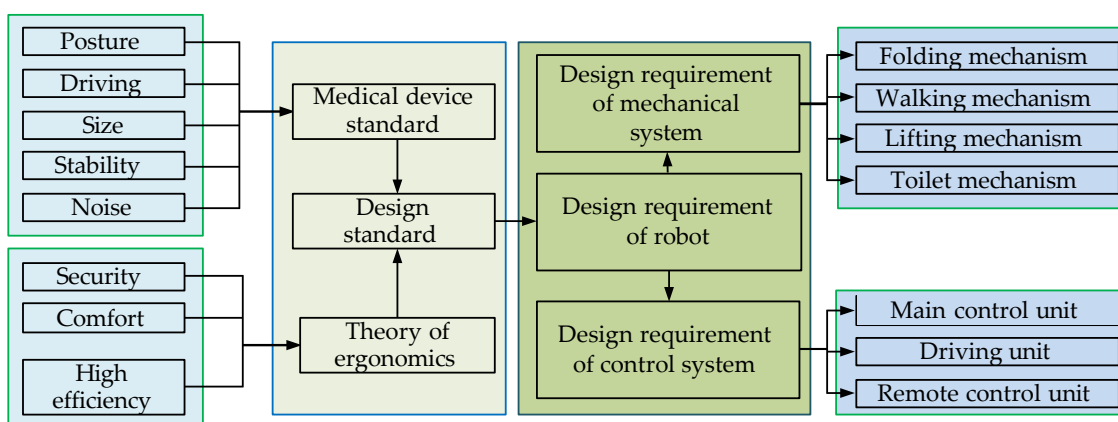 Posture
Driving
Size
Stability
Noise
Security
Comfort
High
efficiency
Medical device
standard
Design
standard
Theory of
ergonomics
Design requirement
of mechanical
system
Design requirement
of robot
Design requirement
of control system
Folding mechanism
Walking mechanism
Lifting mechanism
Toilet mechanism
Main control unit
Driving unit
Remote control unit